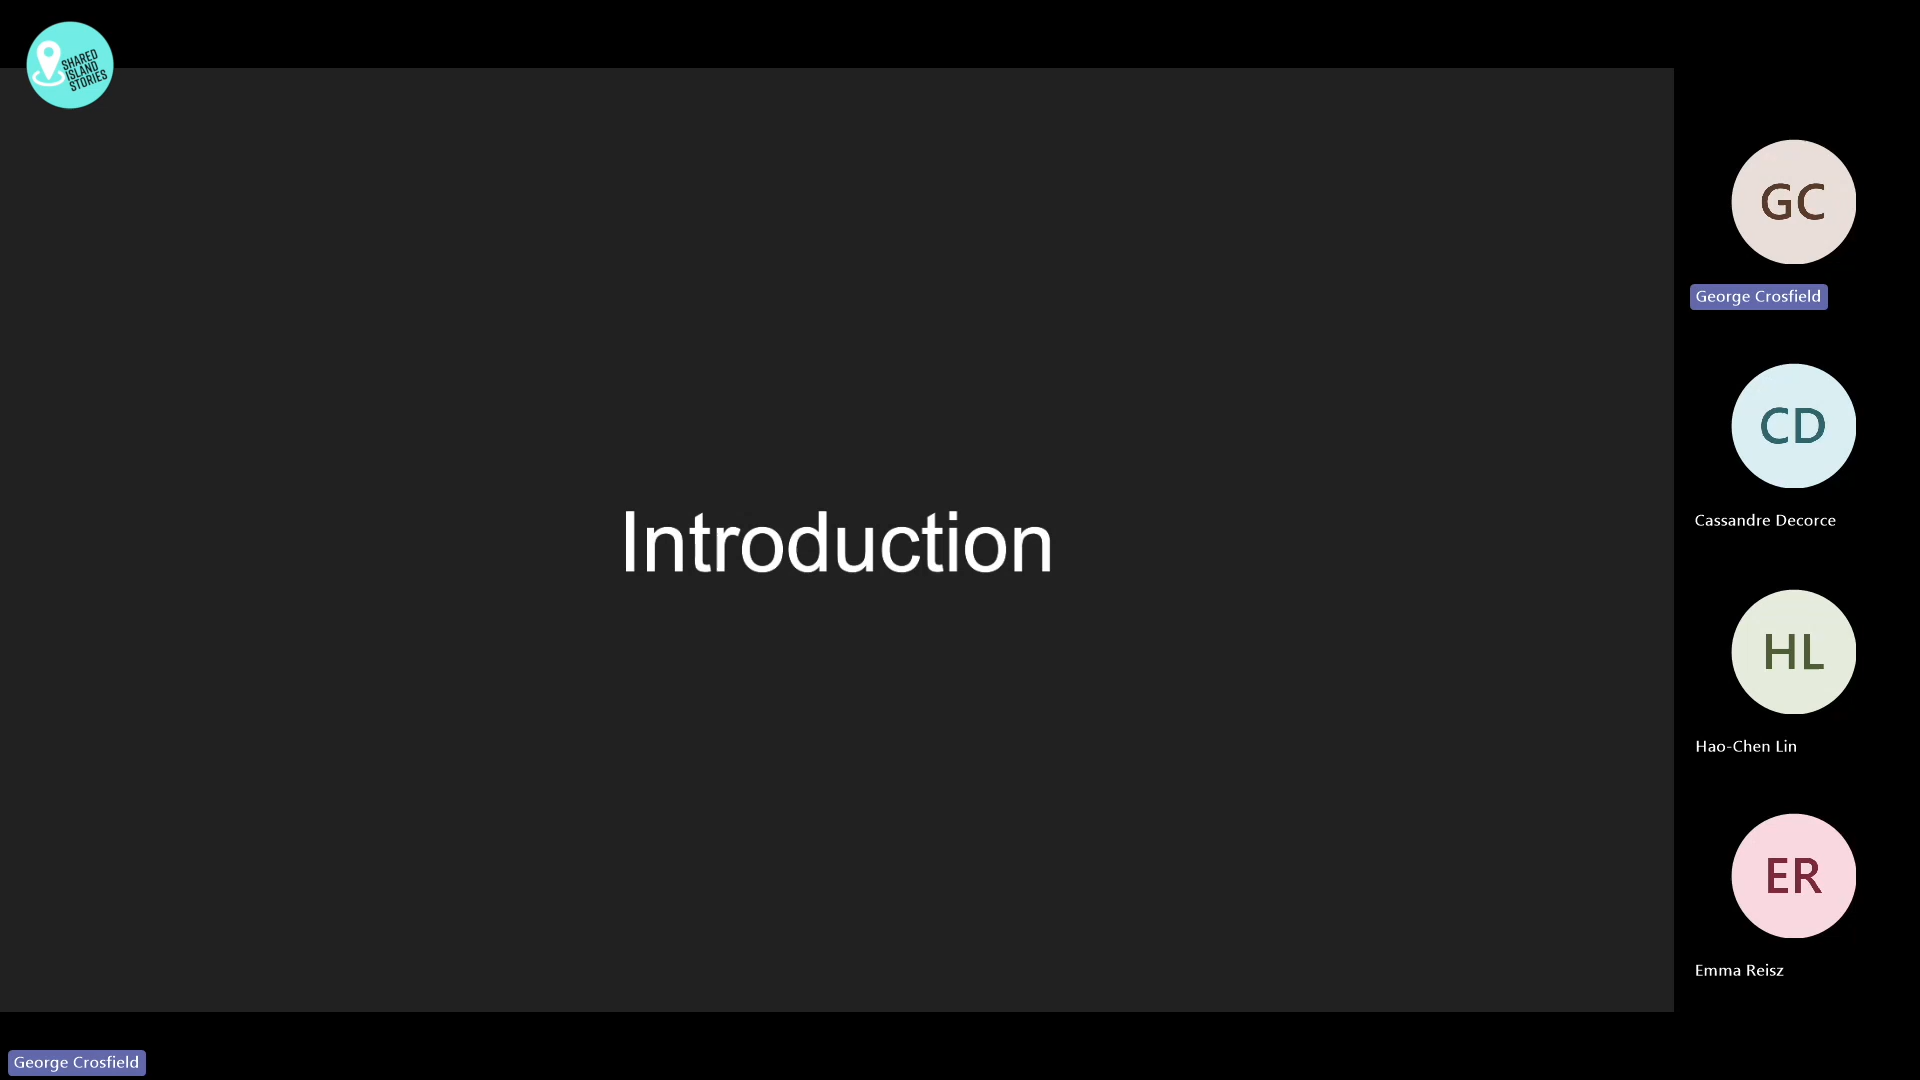 SHARED
ISLAND
STORIES
Introduction
GC
George Crosfield
CD
Cassandre Decorce
HL
Hao-Chen Lin
ER
Emma Reisz
George Crosfield